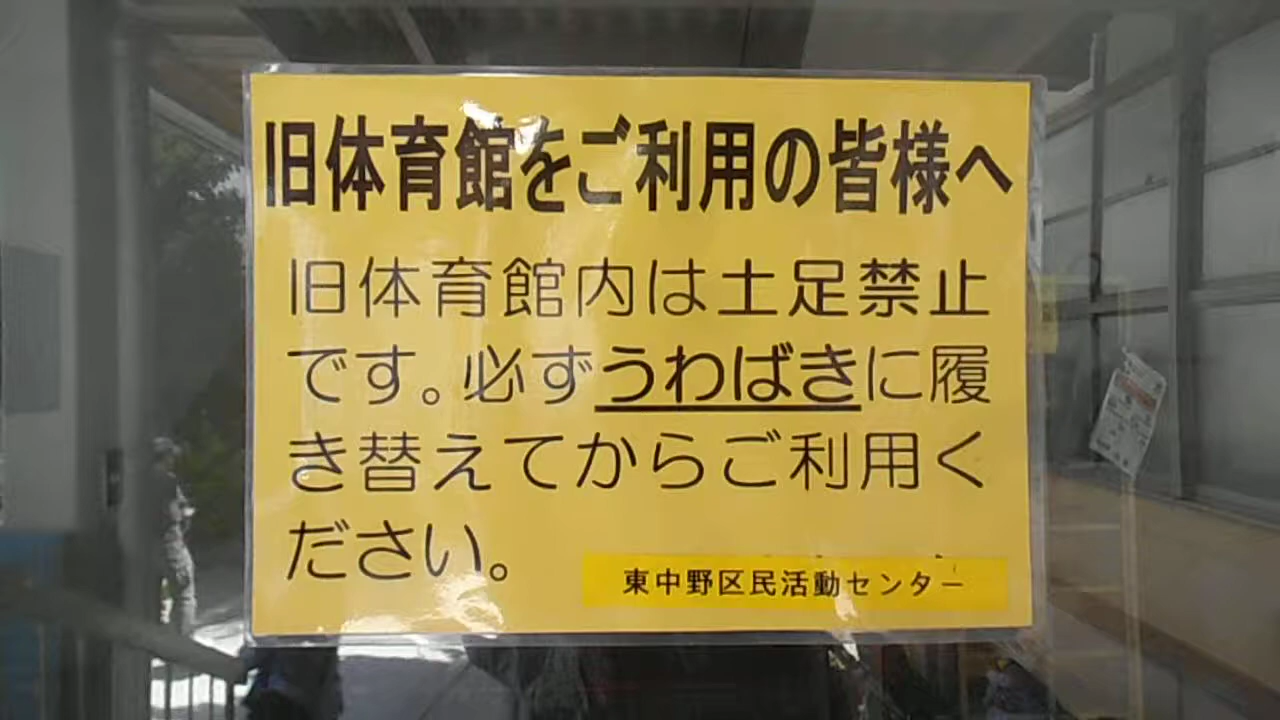 旧体育館をご利用の皆様へ
旧体育館内は土足禁止
です。必ずうわばきに履
き替えてからご利用く
ださい。
東中野区民活動センター